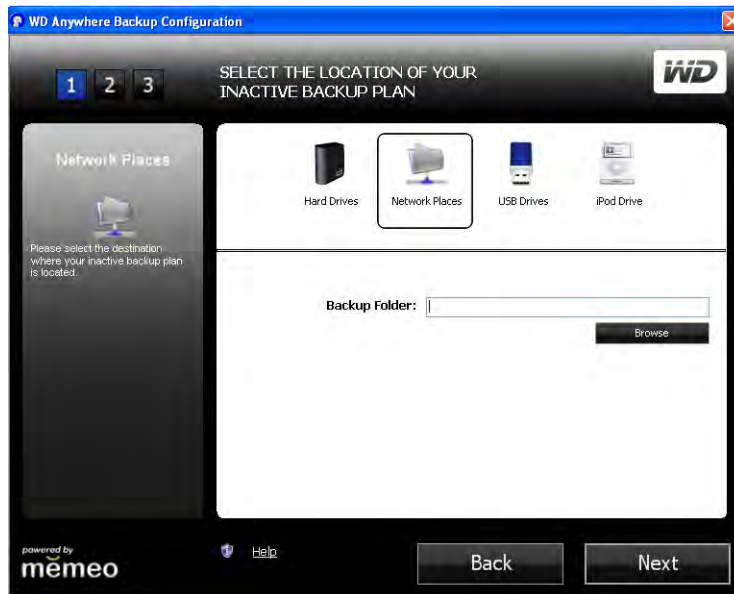 WD Anywhere Backup Configuration
1 2 3
SELECT THE LOCATION OF YOUR
INACTIVE BACKUP PLAN
WD
Network Places
Please select the destination
where your inactive backup plan
is located.
Hard Drives
Network Places
USB Drives
iPod Drive
Backup Folder:
Browse
powered by
memeo
Help
Back
Next